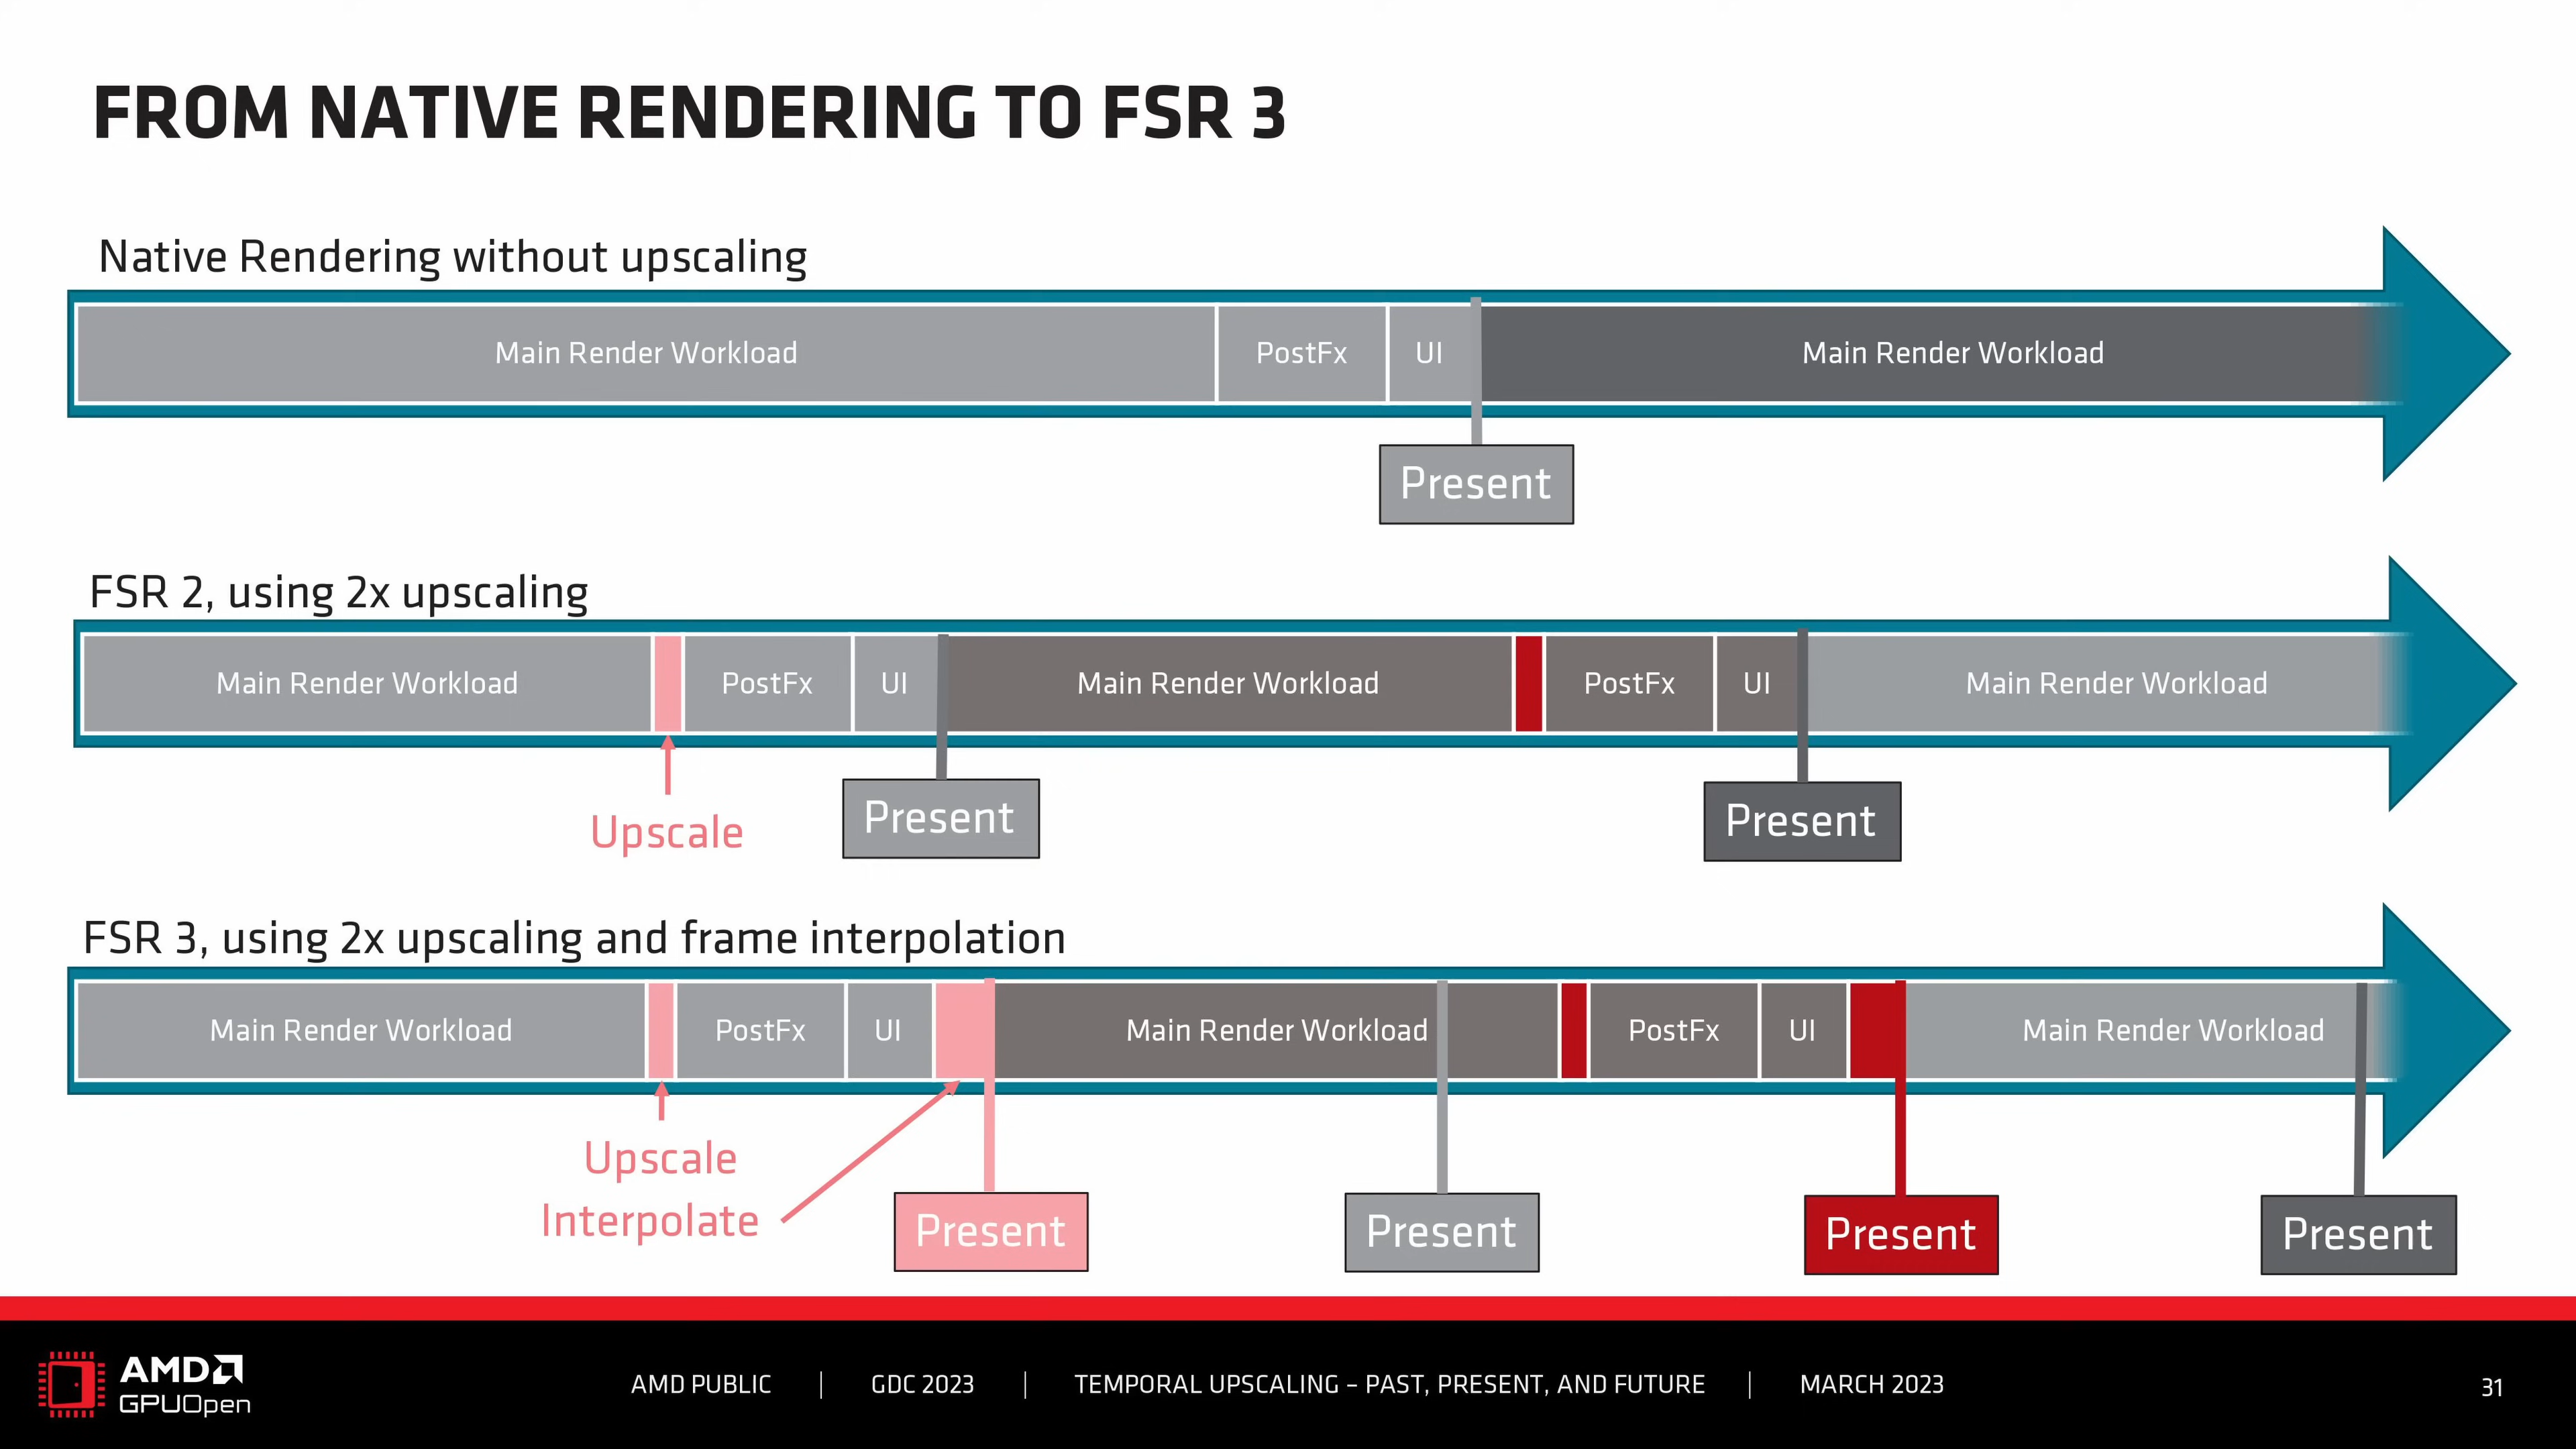 FROM NATIVE RENDERING TO FSR 3
Native Rendering without upscaling
Main Render Workload
PostFx
UI
Main Render Workload
Present
FSR 2, using 2x upscaling
Main Render Workload
PostFx
UI
Main Render Workload
PostFx
UI
Main Render Workload
Upscale
Present
Present
FSR 3, using 2x upscaling and frame interpolation
Main Render Workload
PostFx
UI
Main Render Workload
PostFx
UI
Main Render Workload
Upscale
Interpolate
Present
Present
Present
Present
AMD
GPUOpen
AMD PUBLIC | GDC 2023 | TEMPORAL UPSCALING – PAST, PRESENT, AND FUTURE | MARCH 2023
31